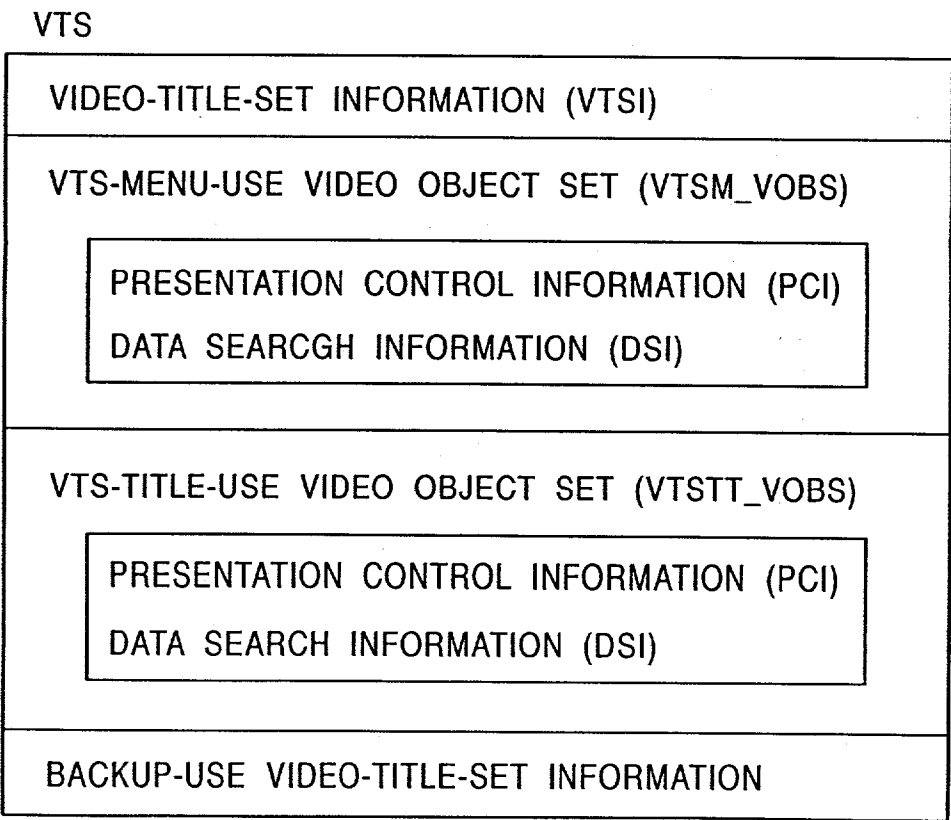 VTS
VIDEO-TITLE-SET INFORMATION (VTSI)
VTS-MENU-USE VIDEO OBJECT SET (VTSM_VOBS)
PRESENTATION CONTROL INFORMATION (PCI)
DATA SEARCGH INFORMATION (DSI)
VTS-TITLE-USE VIDEO OBJECT SET (VTSTT_VOBS)
PRESENTATION CONTROL INFORMATION (PCI)
DATA SEARCH INFORMATION (DSI)
BACKUP-USE VIDEO-TITLE-SET INFORMATION